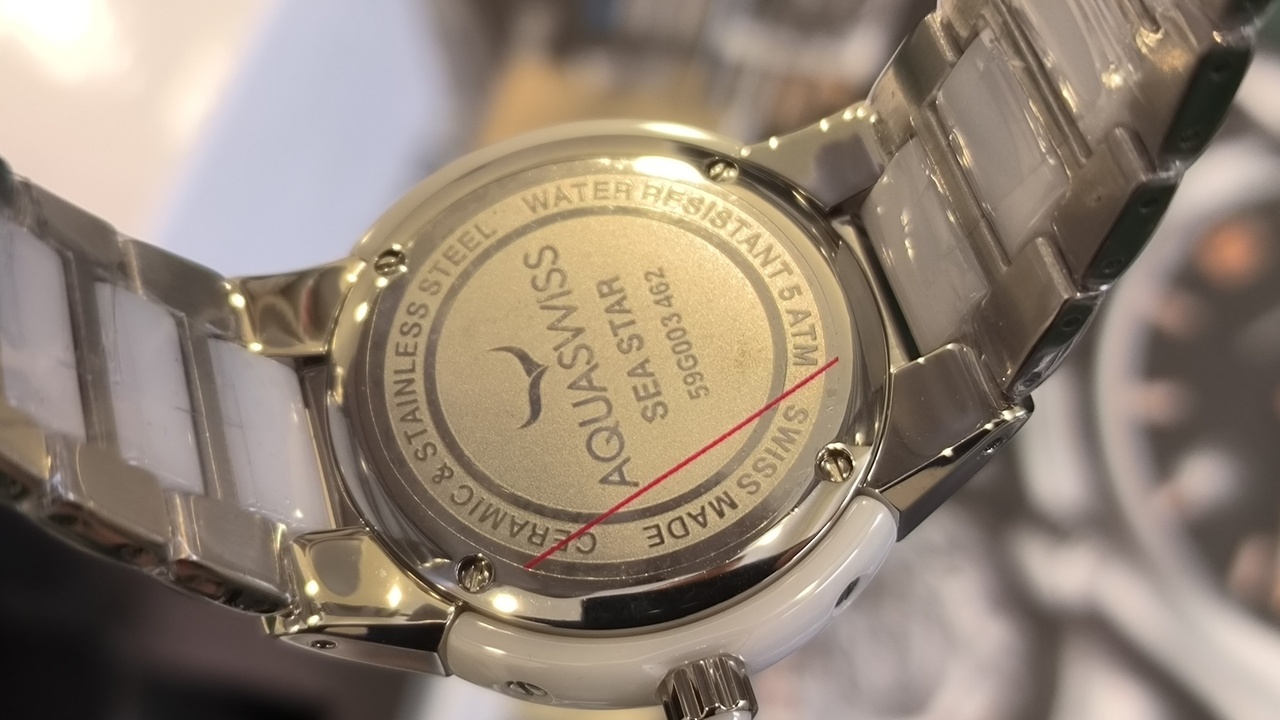 AQUASWISS
SEA STAR
59G003 462
CERAMIC & STAINLESS STEEL WATER RESISTANT 5 ATM SWISS MADE